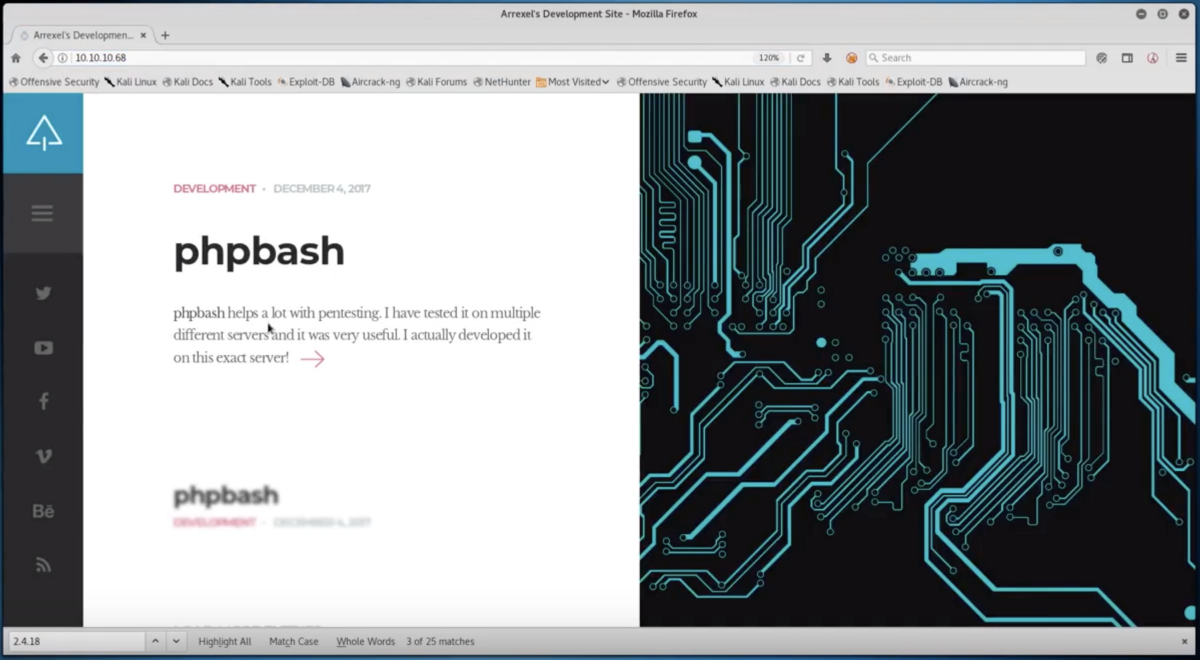 Arrexel's Development Site - Mozilla Firefox
Arrexel's Developmen...
10.10.10.68 120% Search
Offensive Security Kali Linux Kali Docs Kali Tools Exploit-DB Aircrack-ng Kali Forums NetHunter Most Visited Offensive Security Kali Linux Kali Docs Kali Tools Exploit-DB Aircrack-ng
DEVELOPMENT • DECEMBER 4, 2017
phpbash
phpbash helps a lot with pentesting. I have tested it on multiple
different servers and it was very useful. I actually developed it
on this exact server!
Bē
phpbash
DEVELOPMENT • DECEMBER 4, 2017
2.4.18 Highlight All Match Case Whole Words 3 of 25 matches